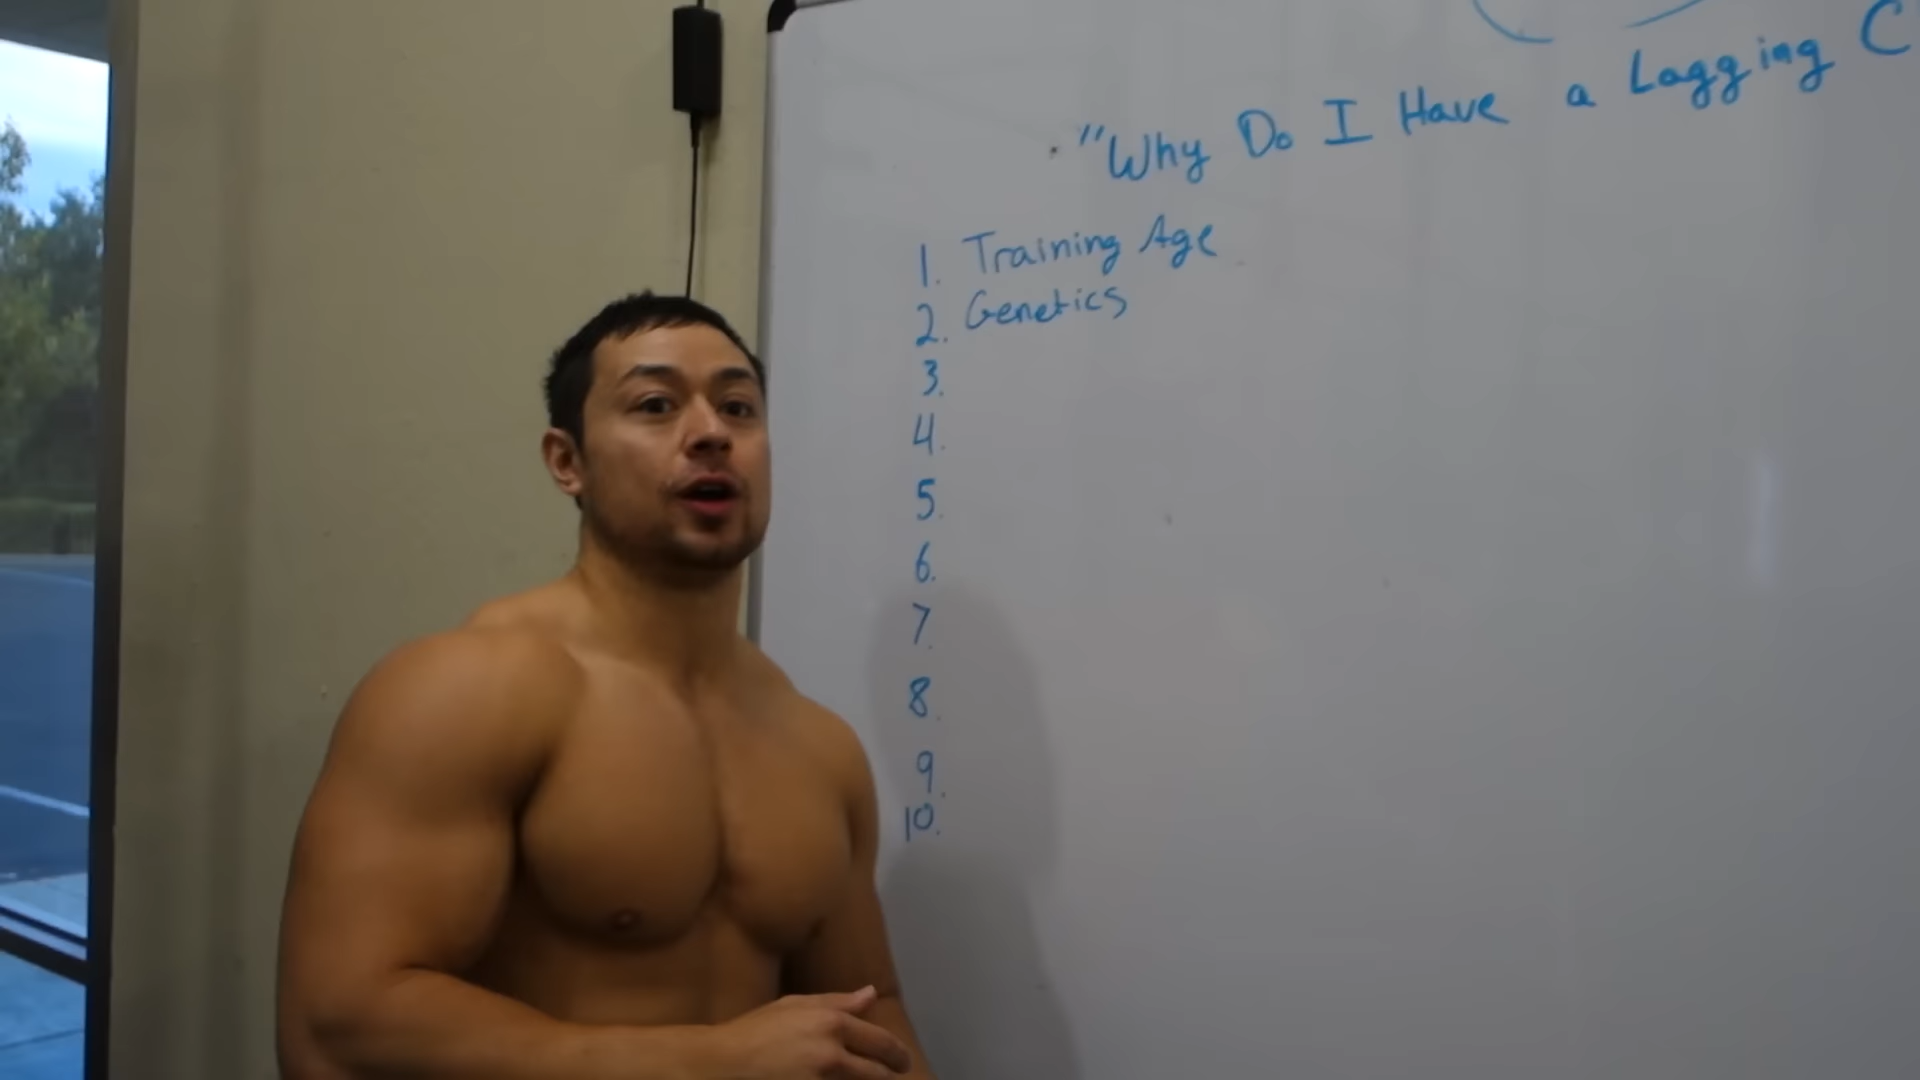 "Why Do I Have a Lagging C
1. Training Age
2. Genetics
3.
4.
5.
6.
7.
8.
9.
10.